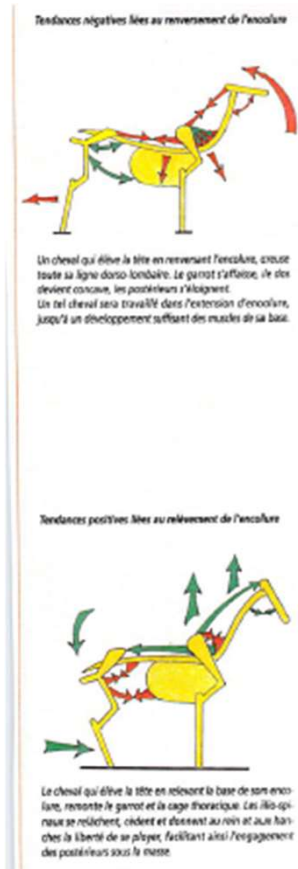 Tendances négatives liées au renversement de l'encolure
Un cheval qui élève la tête en renversant l'encolure, creuse
toute sa ligne dorso-lombaire. Le garrot s'affaisse, le dos
devient concave, les postérieurs s'éloignent.
Un tel cheval sera travaillé dans l'extension d'encolure,
jusqu'à un développement suffisant des muscles de sa base.
Tendances positives liées au relèvement de l'encolure
Le cheval qui élève la tête en relevant la base de son enco-
lure, remonte le garrot et la cage thoracique. Les ilio-spi-
naux se relâchent, cèdent et donnent au rein et aux han-
ches la liberté de se ployer, facilitant ainsi l'engagement
des postérieurs sous la masse.